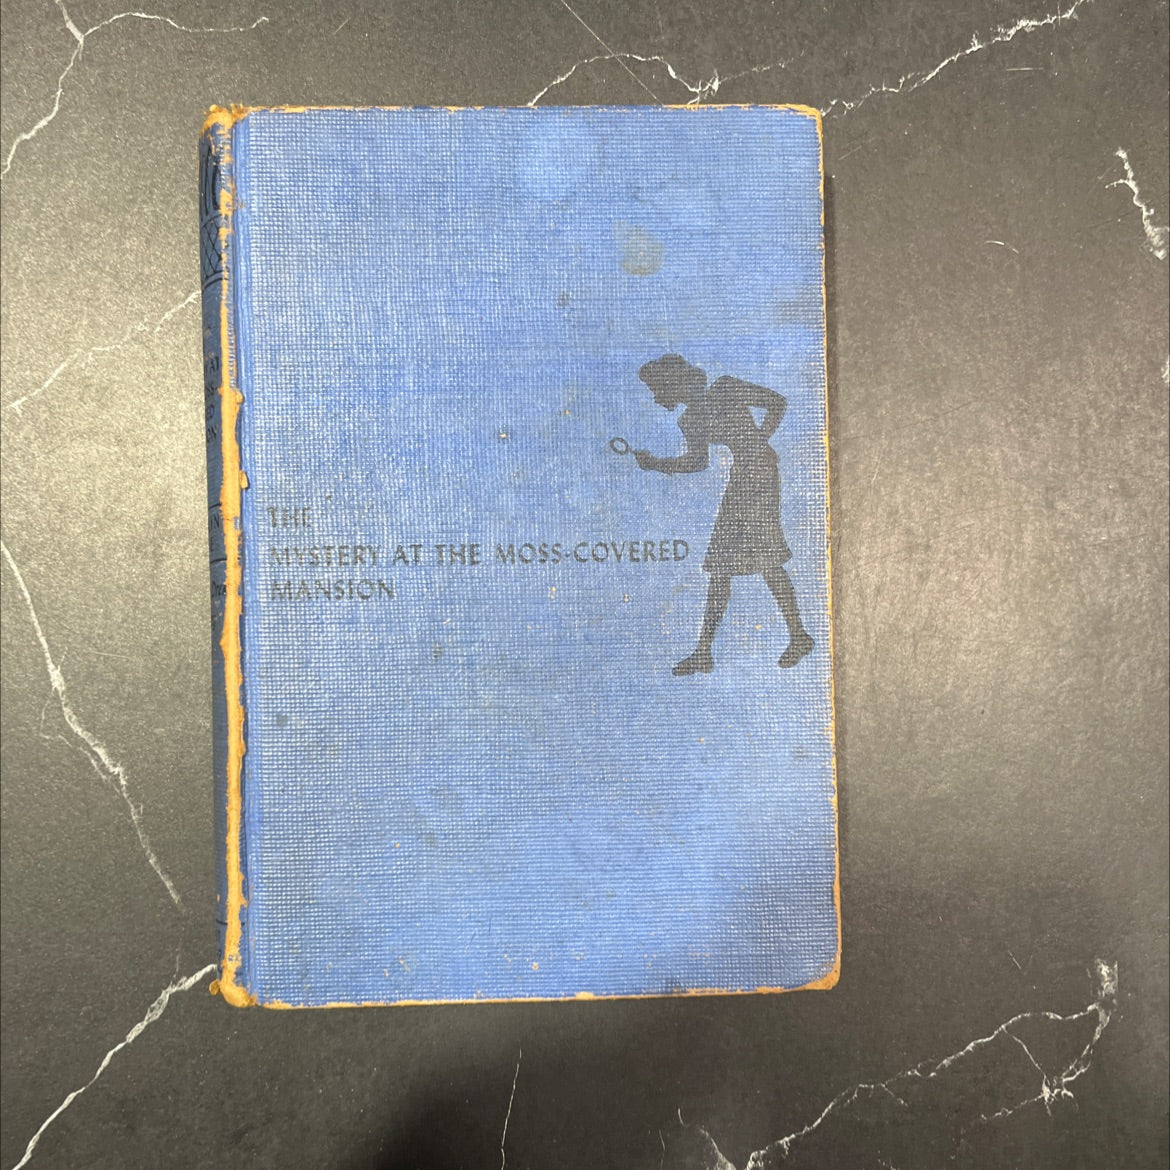 THE
MYSTERY AT THE MOSS-COVERED
MANSION